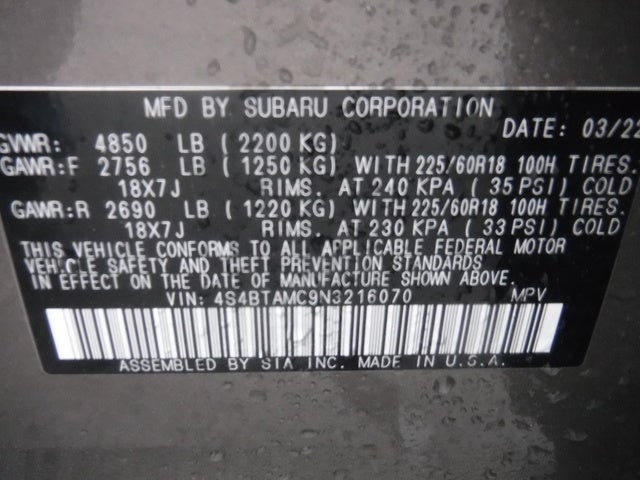 MFD BY SUBARU CORPORATION
DATE: 03/22
GVWR: 4850 LB ( 2200 KG)
GAWR:F 2756 LB ( 1250 KG) WITH 225/60R18 100H TIRES.
18X7J RIMS. AT 240 KPA ( 35 PSI) COLD
GAWR:R 2690 LB ( 1220 KG) WITH 225/60R18 100H TIRES.
18X7J RIMS. AT 230 KPA ( 33 PSI) COLD
THIS VEHICLE CONFORMS TO ALL APPLICABLE FEDERAL MOTOR
VEHICLE SAFETY AND THEFT PREVENTION STANDARDS
IN EFFECT ON THE DATE OF MANUFACTURE SHOWN ABOVE.
VIN: 4S4BTAMC9N3216070 MPV
ASSEMBLED BY SIA INC. MADE IN U.S.A.